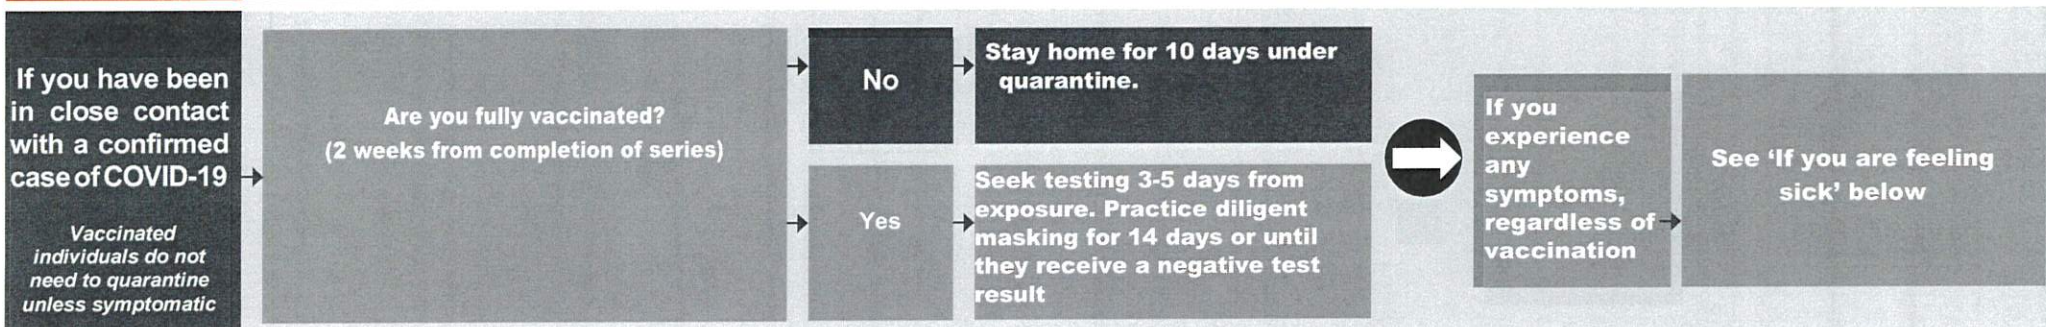 If you have been
in close contact
with a confirmed
case of COVID-19
Vaccinated
individuals do not
need to quarantine
unless symptomatic
Are you fully vaccinated?
(2 weeks from completion of series)
No
Stay home for 10 days under
quarantine.
Yes
Seek testing 3-5 days from
exposure. Practice diligent
masking for 14 days or until
they receive a negative test
result
If you
experience
any
symptoms,
regardless of
vaccination
See ‘If you are feeling
sick’ below